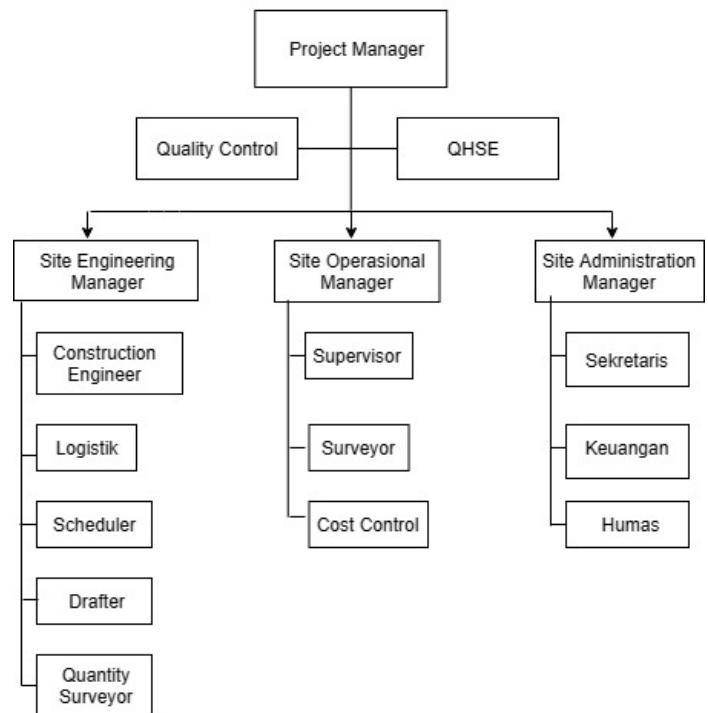 Project Manager
Quality Control
QHSE
Site Engineering
Manager
Site Operasional
Manager
Site Administration
Manager
Construction
Engineer
Logistik
Scheduler
Drafter
Quantity
Surveyor
Supervisor
Surveyor
Cost Control
Sekretaris
Keuangan
Humas